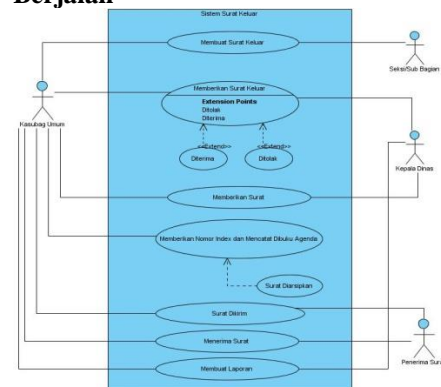 Berjalan
Sistem Surat Keluar
Membuat Surat Keluar
Seksi/Sub Bagian
Memberikan Surat Keluar
Extension Points
Ditolak
Diterima
Kasubag Umum
<<Extend>>
<<Extend>>
Diterima
Ditolak
Kepala Dinas
Memberikan Surat
Memberikan Nomor Index dan Mencatat Dibuku Agenda
Surat Diarsipkan
Surat Dikirim
Menerima Surat
Penerima Surat
Membuat Laporan